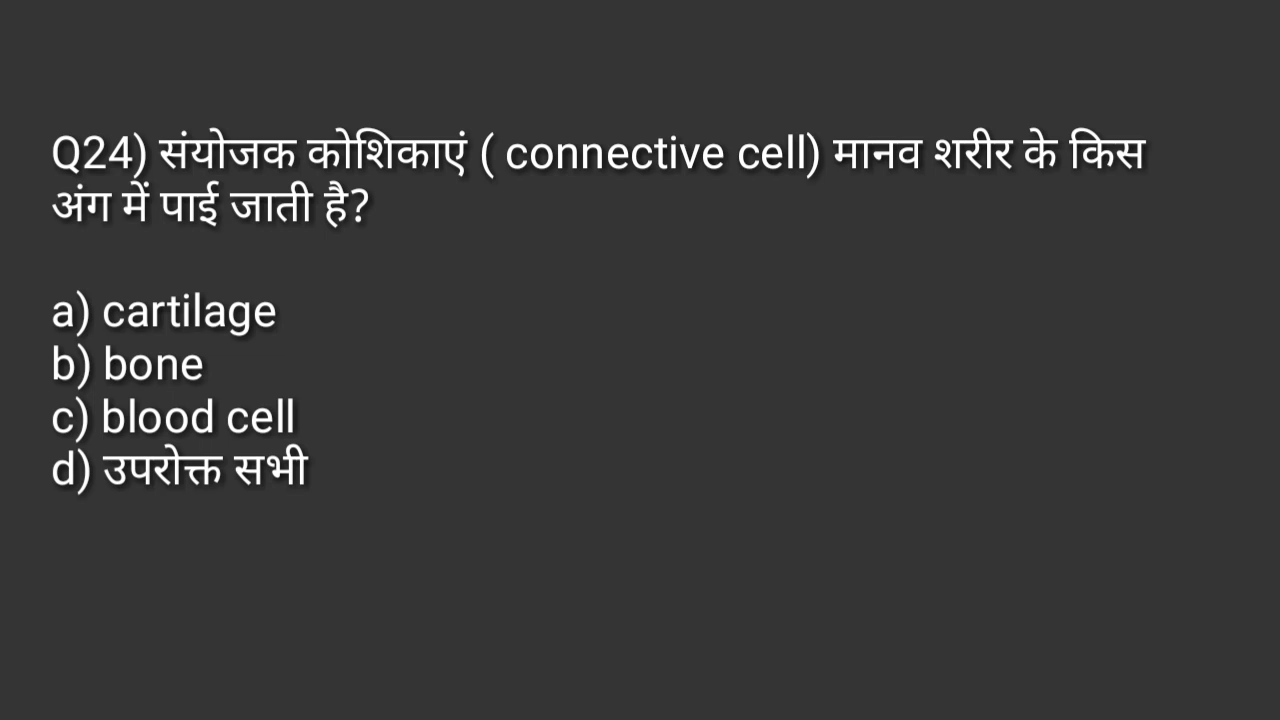 Q24) संयोजक कोशिकाएं ( connective cell) मानव शरीर के किस
अंग में पाई जाती है?
a) cartilage
b) bone
c) blood cell
d) उपरोक्त सभी